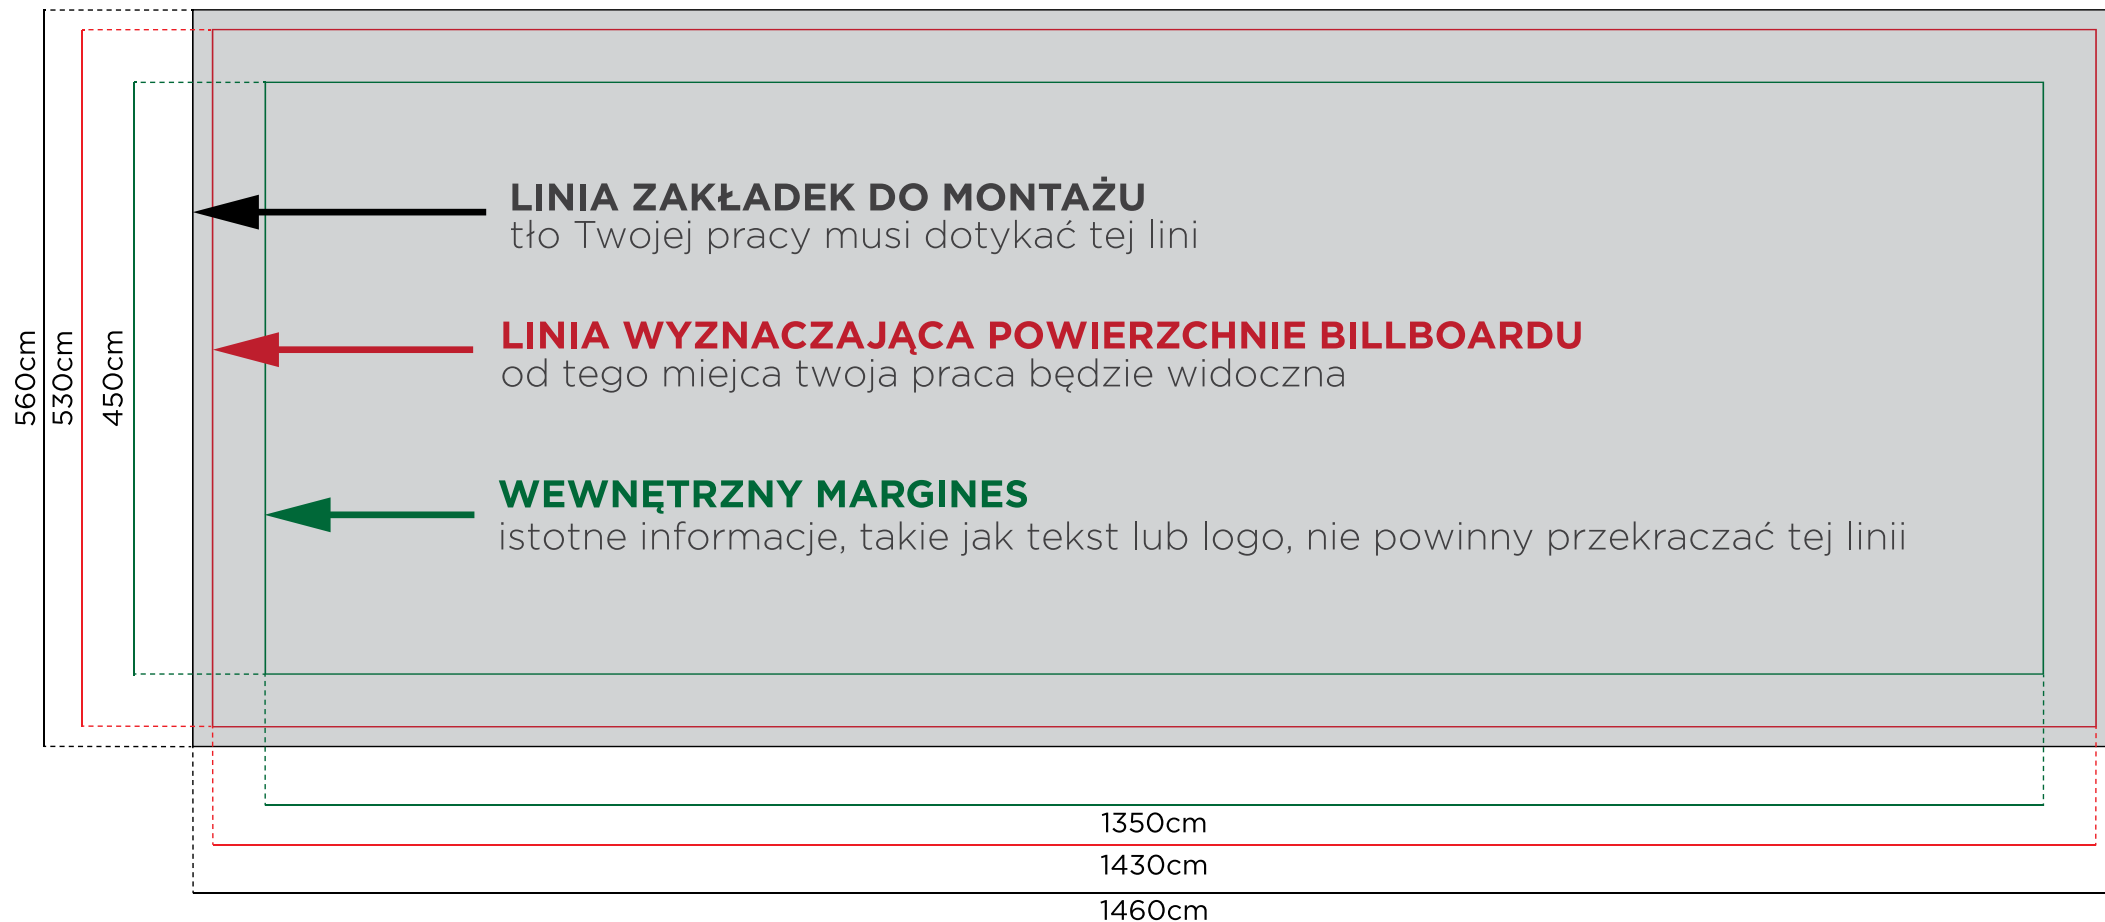 LINIA ZAKŁADEK DO MONTAŻU
tło Twojej pracy musi dotykać tej lini
LINIA WYZNACZAJĄCA POWIERZCHNIE BILLBOARDU
od tego miejca twoja praca będzie widoczna
WEWNĘTRZNY MARGINES
istotne informacje, takie jak tekst lub logo, nie powinny przekraczać tej linii
560cm
530cm
450cm
1350cm
1430cm
1460cm